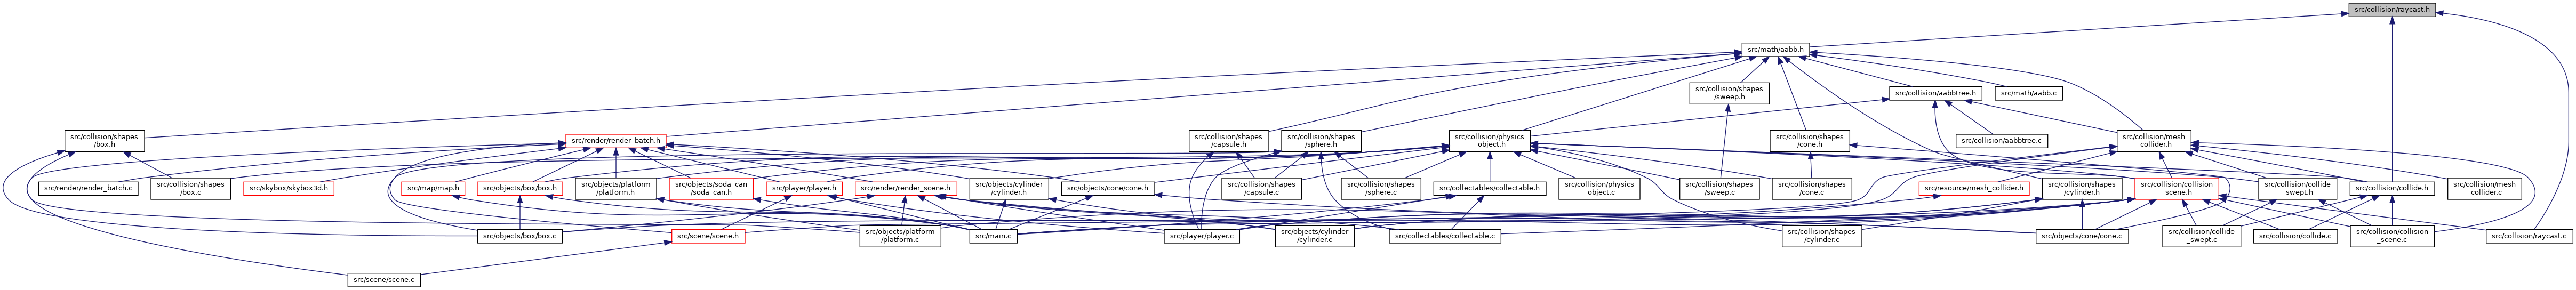 src/collision/raycast.h
src/math/aabb.h
src/collision/shapes
/sweep.h
src/collision/aabbtree.h
src/math/aabb.c
src/collision/shapes
/box.h
src/render/render_batch.h
src/collision/shapes
/capsule.h
src/collision/shapes
/sphere.h
src/collision/physics
_object.h
src/collision/shapes
/cone.h
src/collision/aabbtree.c
src/collision/mesh
_collider.h
src/render/render_batch.c
src/collision/shapes
/box.c
src/skybox/skybox3d.h
src/map/map.h
src/objects/box/box.h
src/objects/platform
/platform.h
src/objects/soda_can
/soda_can.h
src/player/player.h
src/render/render_scene.h
src/objects/cylinder
/cylinder.h
src/objects/cone/cone.h
src/collision/shapes
/capsule.c
src/collision/shapes
/sphere.c
src/collectables/collectable.h
src/collision/physics
_object.c
src/collision/shapes
/sweep.c
src/collision/shapes
/cone.c
src/resource/mesh_collider.h
src/collision/shapes
/cylinder.h
src/collision/collision
_scene.h
src/collision/collide
_swept.h
src/collision/collide.h
src/collision/mesh
_collider.c
src/objects/box/box.c
src/scene/scene.h
src/objects/platform
/platform.c
src/main.c
src/player/player.c
src/objects/cylinder
/cylinder.c
src/collectables/collectable.c
src/collision/shapes
/cylinder.c
src/objects/cone/cone.c
src/collision/collide
_swept.c
src/collision/collide.c
src/collision/collision
_scene.c
src/collision/raycast.c
src/scene/scene.c